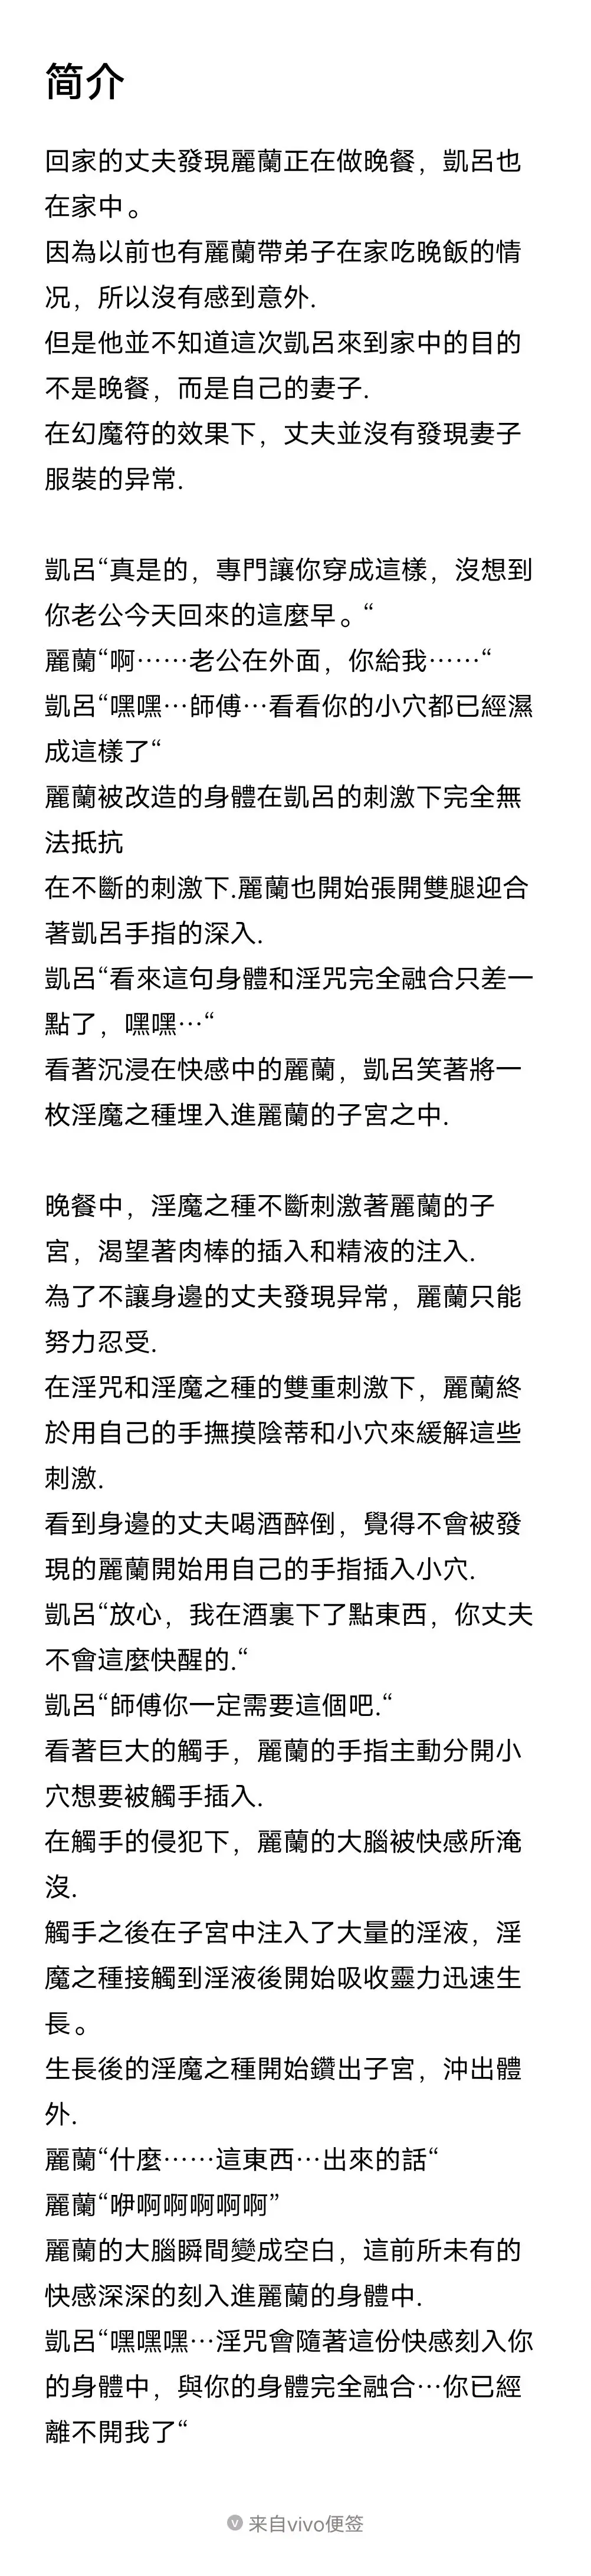 简介
回家的丈夫發現麗蘭正在做晚餐，凱呂也
在家中。
因為以前也有麗蘭帶弟子在家吃晚飯的情
况，所以沒有感到意外.
但是他並不知道這次凱呂來到家中的目的
不是晚餐，而是自己的妻子.
在幻魔符的效果下，丈夫並沒有發現妻子
服裝的异常.
凱呂“真是的，專門讓你穿成這樣，沒想到
你老公今天回來的這麼早。“
麗蘭“啊……老公在外面，你給我……“
凱呂“嘿嘿…師傅…看看你的小穴都已經濕
成這樣了“
麗蘭被改造的身體在凱呂的刺激下完全無
法抵抗
在不斷的刺激下.麗蘭也開始張開雙腿迎合
著凱呂手指的深入.
凱呂“看來這句身體和淫咒完全融合只差一
點了，嘿嘿…“
看著沉浸在快感中的麗蘭，凱呂笑著將一
枚淫魔之種埋入進麗蘭的子宮之中.
晚餐中，淫魔之種不斷刺激著麗蘭的子
宮，渴望著肉棒的插入和精液的注入.
為了不讓身邊的丈夫發現异常，麗蘭只能
努力忍受.
在淫咒和淫魔之種的雙重刺激下，麗蘭終
於用自己的手撫摸陰蒂和小穴來緩解這些
刺激.
看到身邊的丈夫喝酒醉倒，覺得不會被發
現的麗蘭開始用自己的手指插入小穴.
凱呂“放心，我在酒裏下了點東西，你丈夫
不會這麼快醒的.“
凱呂“師傅你一定需要這個吧.“
看著巨大的觸手，麗蘭的手指主動分開小
穴想要被觸手插入.
在觸手的侵犯下，麗蘭的大腦被快感所淹
沒.
觸手之後在子宮中注入了大量的淫液，淫
魔之種接觸到淫液後開始吸收靈力迅速生
長。
生長後的淫魔之種開始鑽出子宮，沖出體
外.
麗蘭“什麼……這東西…出來的話“
麗蘭“咿啊啊啊啊啊”
麗蘭的大腦瞬間變成空白，這前所未有的
快感深深的刻入進麗蘭的身體中.
凱呂“嘿嘿嘿…淫咒會隨著這份快感刻入你
的身體中，與你的身體完全融合…你已經
離不開我了“
来自vivo便签